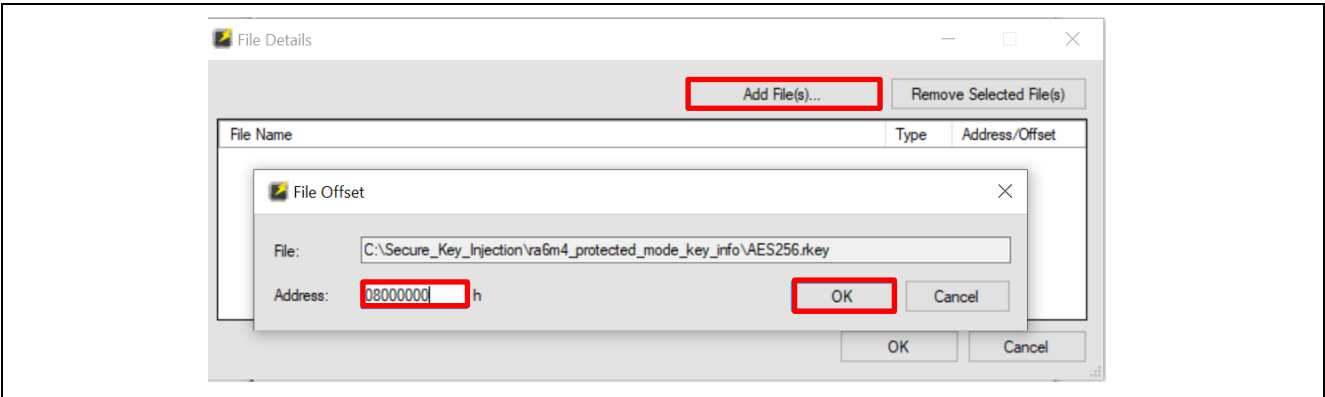 File Details
Add File(s)...
Remove Selected File(s)
File Name Type Address/Offset
File Offset
File: C:\Secure_Key_Injection\ra6m4_protected_mode_key_info\AES256.rkey
Address: 08000000 h OK Cancel
OK Cancel